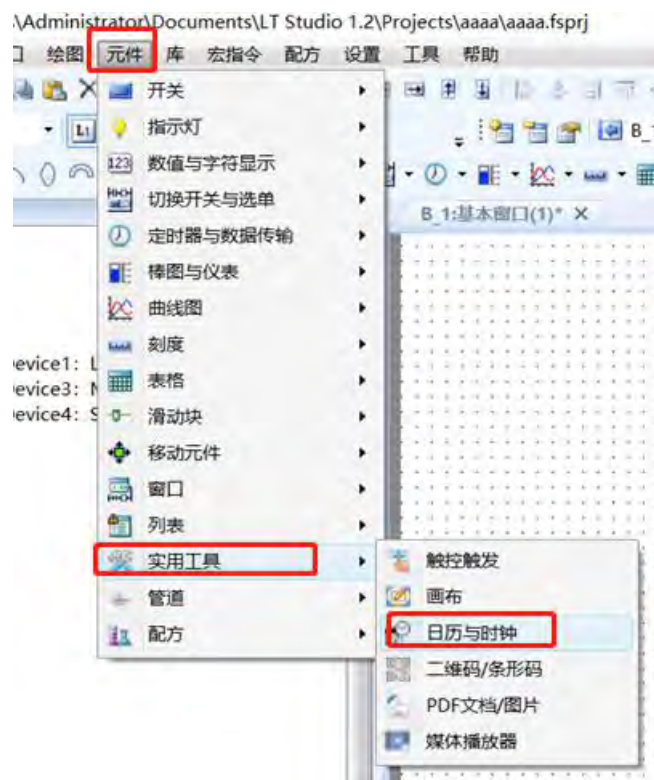 \Administrator\Documents\LT Studio 1.2\Projects\aaaa\aaaa.fsprj
绘图 元件 库 宏指令 配方 设置 工具 帮助
开关
指示灯
123 数值与字符显示
切换开关与选单
定时器与数据传输
棒图与仪表
曲线图
刻度
表格
滑动块
移动元件
窗口
列表
实用工具
管道
配方
B_1:基本窗口(1)* ×
evice1: L
evice3: N
evice4: S
触控触发
画布
日历与时钟
二维码/条形码
PDF文档/图片
媒体播放器